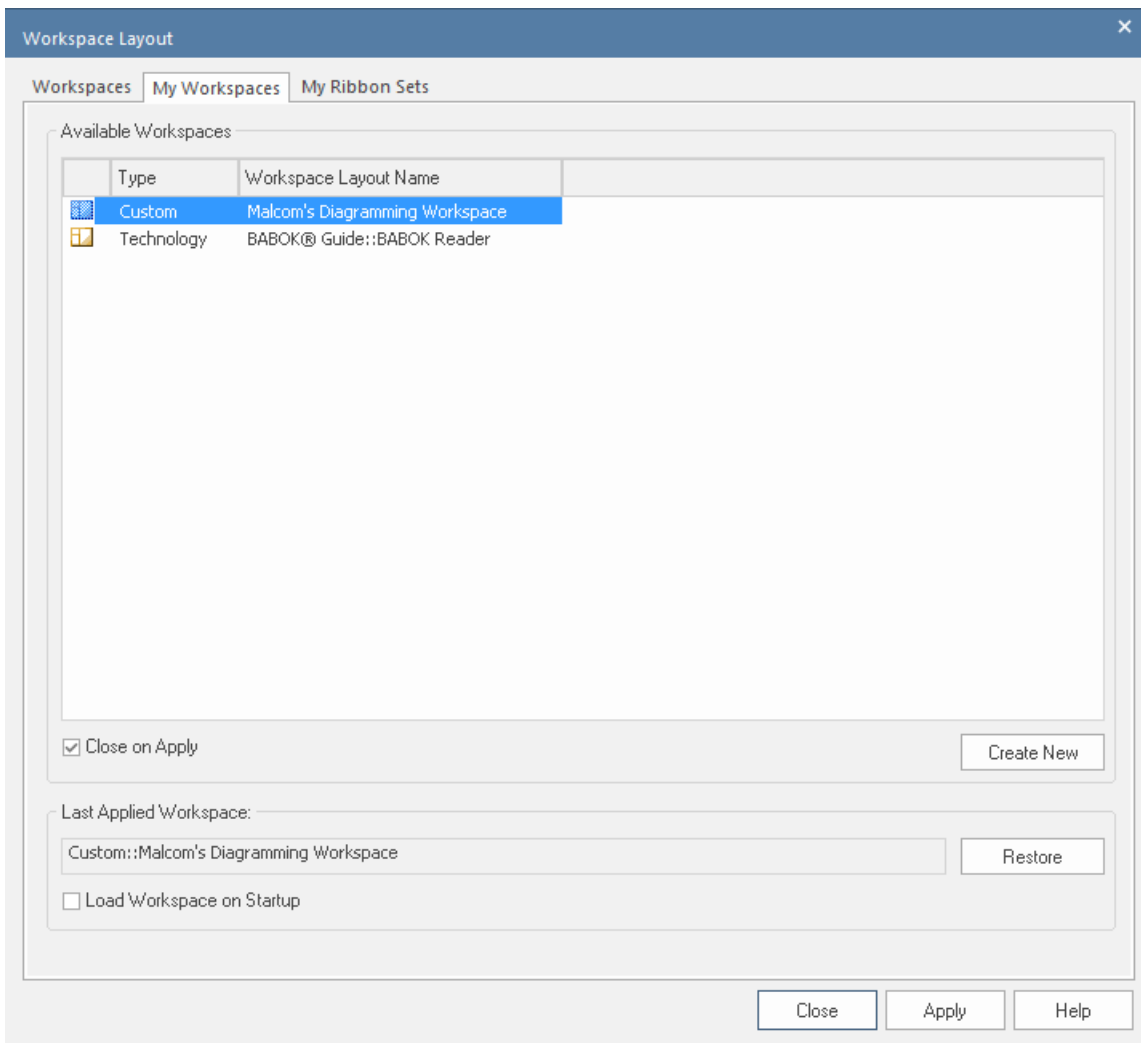 Workspace Layout
Workspaces My Workspaces My Ribbon Sets
Available Workspaces
Type Workspace Layout Name
Custom Malcom's Diagramming Workspace
Technology BABOK® Guide::BABOK Reader
Close on Apply
Create New
Last Applied Workspace:
Custom::Malcom's Diagramming Workspace
Restore
Load Workspace on Startup
Close Apply Help